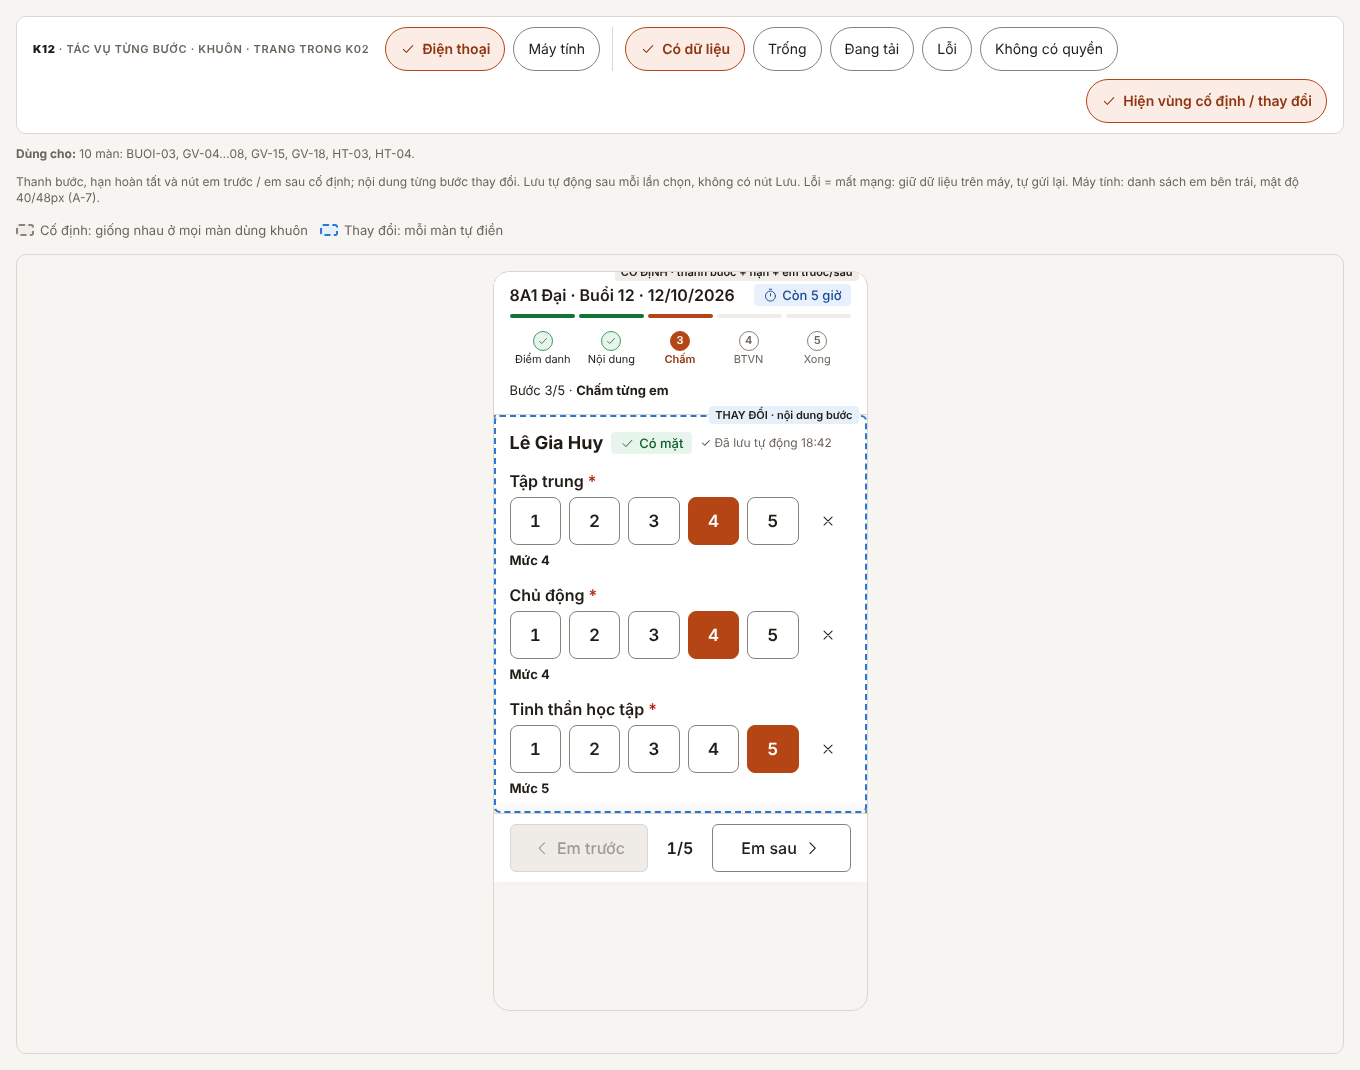 K12 · TÁC VỤ TỪNG BƯỚC · KHUÔN · TRANG TRONG K02
Điện thoại
Máy tính
Có dữ liệu
Trống
Đang tải
Lỗi
Không có quyền
Hiện vùng cố định / thay đổi
Dùng cho: 10 màn: BUOI-03, GV-04…08, GV-15, GV-18, HT-03, HT-04.
Thanh bước, hạn hoàn tất và nút em trước / em sau cố định; nội dung từng bước thay đổi. Lưu tự động sau mỗi lần chọn, không có nút Lưu. Lỗi = mất mạng: giữ dữ liệu trên máy, tự gửi lại. Máy tính: danh sách em bên trái, mật độ
40/48px (A-7).
Cố định: giống nhau ở mọi màn dùng khuôn
Thay đổi: mỗi màn tự điền
CỐ ĐỊNH · thanh bước + hạn + em trước/sau
8A1 Đại · Buổi 12 · 12/10/2026
Còn 5 giờ
3
4
5
Điểm danh
Nội dung
Chấm
BTVN
Xong
Bước 3/5 · Chấm từng em
THAY ĐỔI · nội dung bước
Lê Gia Huy
Có mặt
Đã lưu tự động 18:42
Tập trung *
1 2 3 4 5
Mức 4
Chủ động *
1 2 3 4 5
Mức 4
Tinh thần học tập *
1 2 3 4 5
Mức 5
Em trước
1/5
Em sau